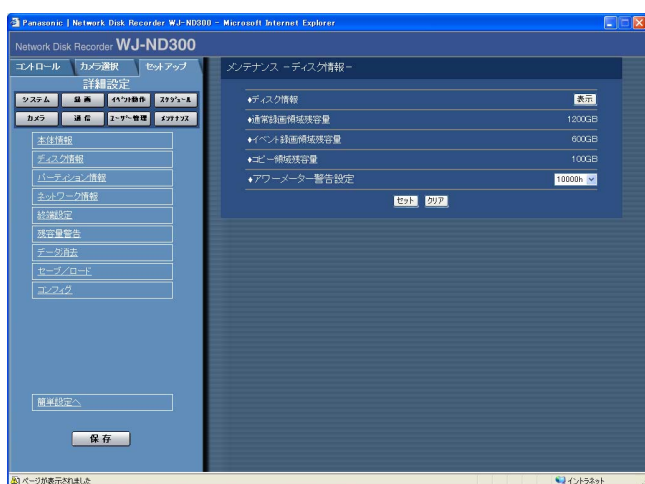 Panasonic | Network Disk Recorder WJ-ND300 - Microsoft Internet Explorer
Network Disk Recorder WJ-ND300
コントロール カメラ選択 セットアップ
詳細設定
システム 録画 イベント動作 スケジュール
カメラ 通信 ユーザー管理 メンテナンス
本体情報
ディスク情報
パーティション情報
ネットワーク情報
終端設定
残容量警告
データ消去
セーブ/ロード
コンフィグ
簡単設定へ
保存
メンテナンス －ディスク情報－
♦ディスク情報 表示
♦通常録画領域残容量 1200GB
♦イベント録画領域残容量 600GB
♦コピー領域残容量 100GB
♦アワーメーター警告設定 10000h
セット クリア
ページが表示されました イントラネット